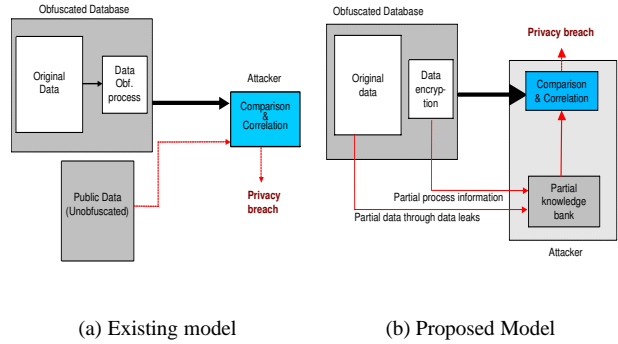 Obfuscated Database
Original
Data
Data
Obf.
process
Attacker
Comparison
& Correlation
Public Data
(Unobfuscated)
Privacy
breach
(a) Existing model
Obfuscated Database
Original
data
Data
encryp-
tion
Privacy breach
Comparison
& Correlation
Partial process information
Partial data through data leaks
Partial
knowledge
bank
Attacker
(b) Proposed Model